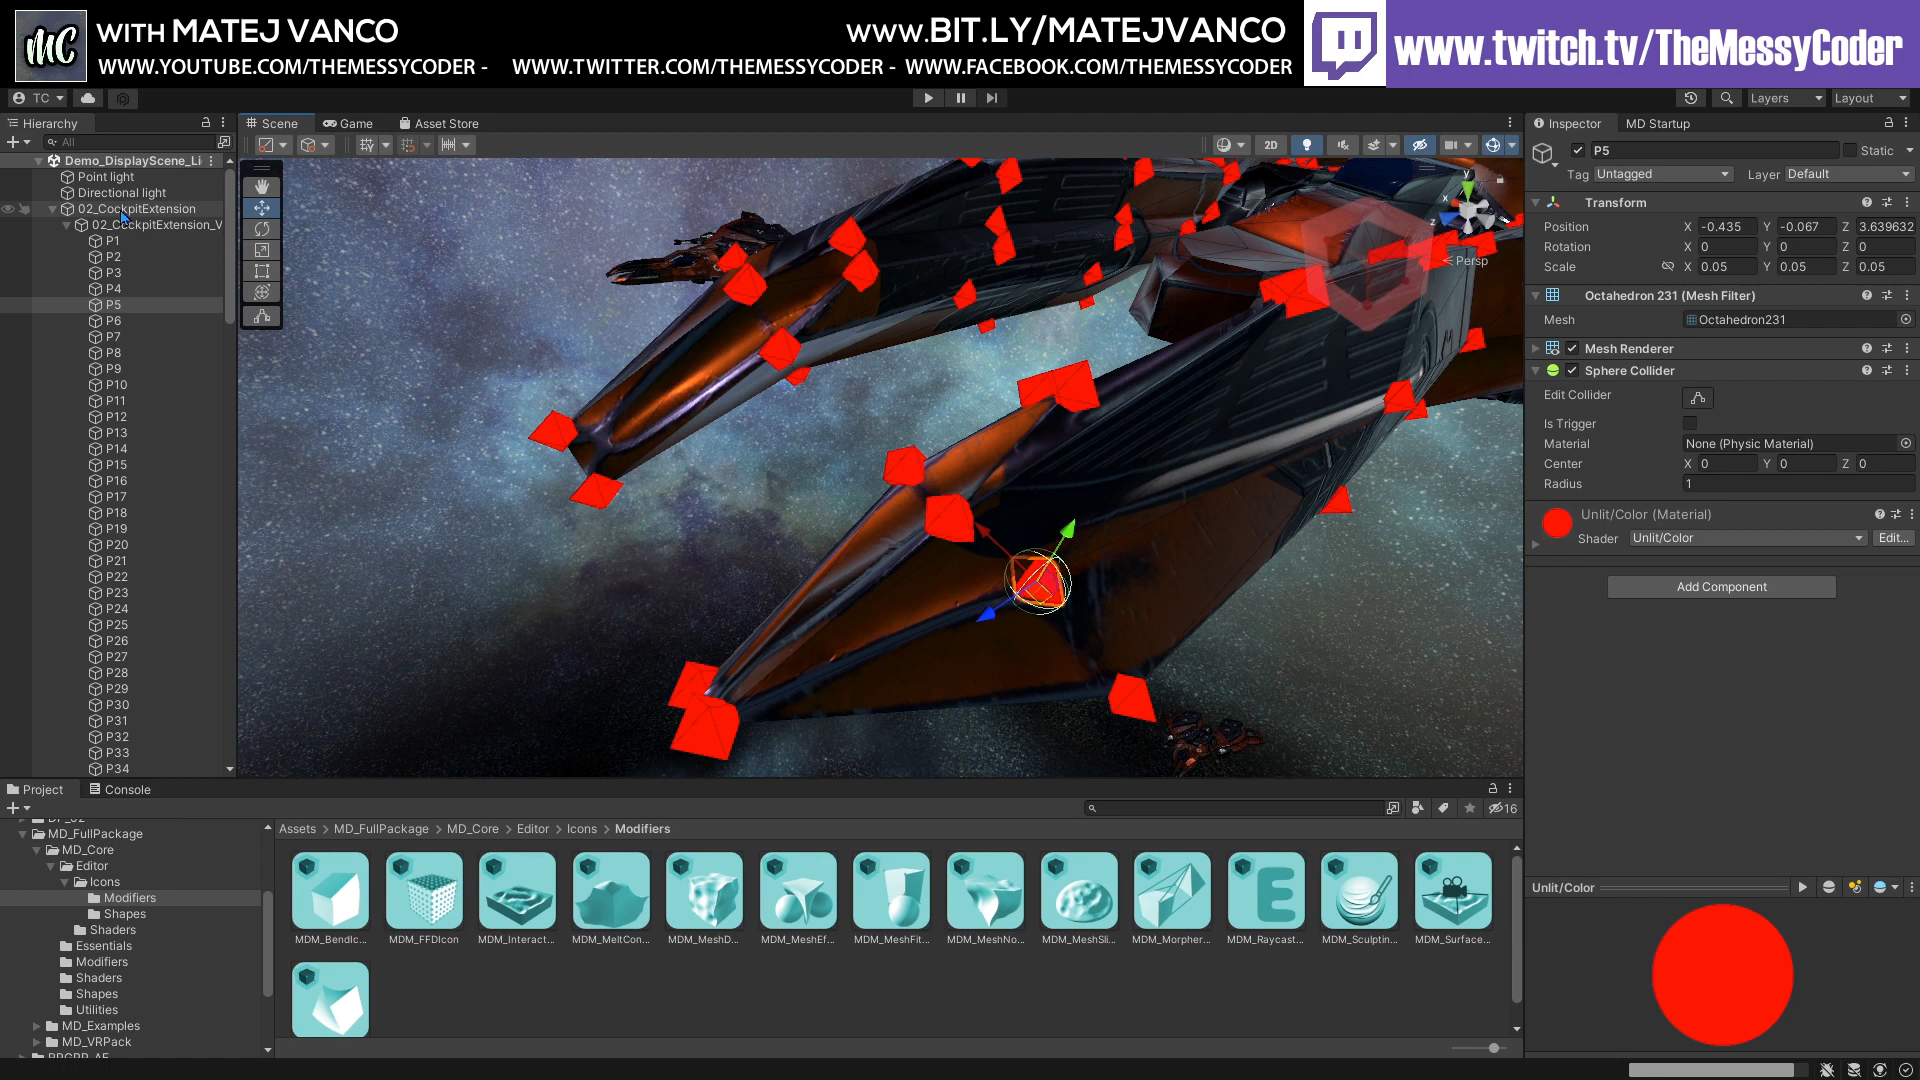 MC
WITH MATEJ VANCO
WWW.YOUTUBE.COM/THEMESSYCODER - WWW.TWITTER.COM/THEMESSYCODER - WWW.FACEBOOK.COM/THEMESSYCODER
WWW.BIT.LY/MATEJVANCO
www.twitch.tv/TheMessyCoder
TC
Layers
Layout
Hierarchy
All
Demo_DisplayScene_Li
Point light
Directional light
02_CockpitExtension
02_CockpitExtension_V
P1
P2
P3
P4
P5
P6
P7
P8
P9
P10
P11
P12
P13
P14
P15
P16
P17
P18
P19
P20
P21
P22
P23
P24
P25
P26
P27
P28
P29
P30
P31
P32
P33
P34
Scene
Game
Asset Store
2D
y
x
z
Persp
Inspector
MD Startup
P5
Static
Tag Untagged
Layer Default
Transform
Position X -0.435 Y -0.067 Z 3.639632
Rotation X 0 Y 0 Z 0
Scale X 0.05 Y 0.05 Z 0.05
Octahedron 231 (Mesh Filter)
Mesh Octahedron231
Mesh Renderer
Sphere Collider
Edit Collider
Is Trigger
Material None (Physic Material)
Center X 0 Y 0 Z 0
Radius 1
Unlit/Color (Material)
Shader Unlit/Color Edit...
Add Component
Unlit/Color
Project
Console
16
MD_FullPackage
MD_Core
Editor
Icons
Modifiers
Shapes
Shaders
Essentials
Modifiers
Shaders
Shapes
Utilities
MD_Examples
MD_VRPack
Assets > MD_FullPackage > MD_Core > Editor > Icons > Modifiers
E
MDM_BendIc...
MDM_FFDIcon
MDM_Interact...
MDM_MeltCon...
MDM_MeshD...
MDM_MeshEf...
MDM_MeshFit...
MDM_MeshNo...
MDM_MeshSli...
MDM_Morpher...
MDM_Raycast...
MDM_Sculptin...
MDM_Surface...